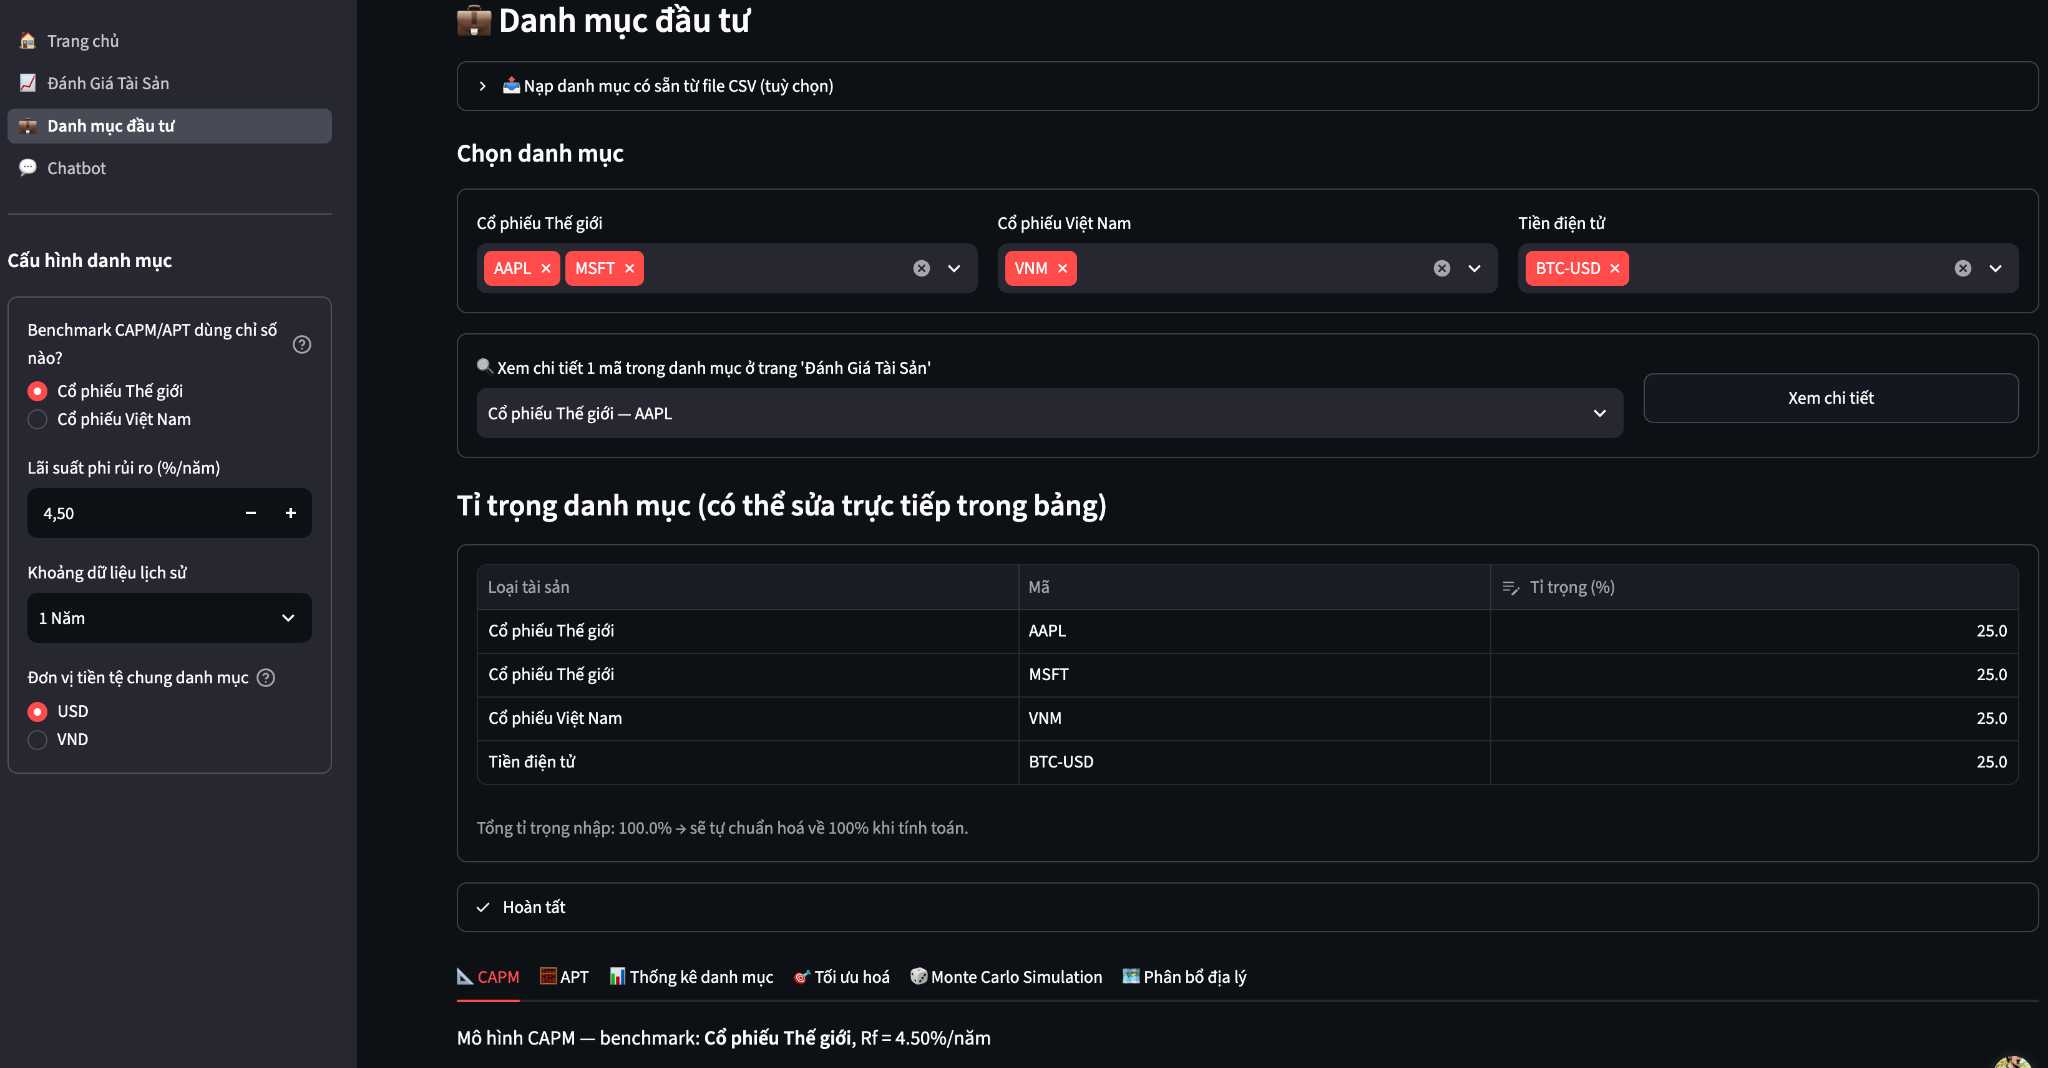 Trang chủ
Đánh Giá Tài Sản
Danh mục đầu tư
Chatbot
Cấu hình danh mục
Benchmark CAPM/APT dùng chỉ số
nào?
Cổ phiếu Thế giới
Cổ phiếu Việt Nam
Lãi suất phi rủi ro (%/năm)
4,50
Khoảng dữ liệu lịch sử
1 Năm
Đơn vị tiền tệ chung danh mục
USD
VND
Danh mục đầu tư
Nạp danh mục có sẵn từ file CSV (tuỳ chọn)
Chọn danh mục
Cổ phiếu Thế giới
AAPL MSFT
Cổ phiếu Việt Nam
VNM
Tiền điện tử
BTC-USD
Xem chi tiết 1 mã trong danh mục ở trang 'Đánh Giá Tài Sản'
Cổ phiếu Thế giới — AAPL
Xem chi tiết
Tỉ trọng danh mục (có thể sửa trực tiếp trong bảng)
Loại tài sản Mã Tỉ trọng (%)
Cổ phiếu Thế giới AAPL 25.0
Cổ phiếu Thế giới MSFT 25.0
Cổ phiếu Việt Nam VNM 25.0
Tiền điện tử BTC-USD 25.0
Tổng tỉ trọng nhập: 100.0% → sẽ tự chuẩn hoá về 100% khi tính toán.
Hoàn tất
CAPM APT Thống kê danh mục Tối ưu hoá Monte Carlo Simulation Phân bổ địa lý
Mô hình CAPM — benchmark: Cổ phiếu Thế giới, Rf = 4.50%/năm